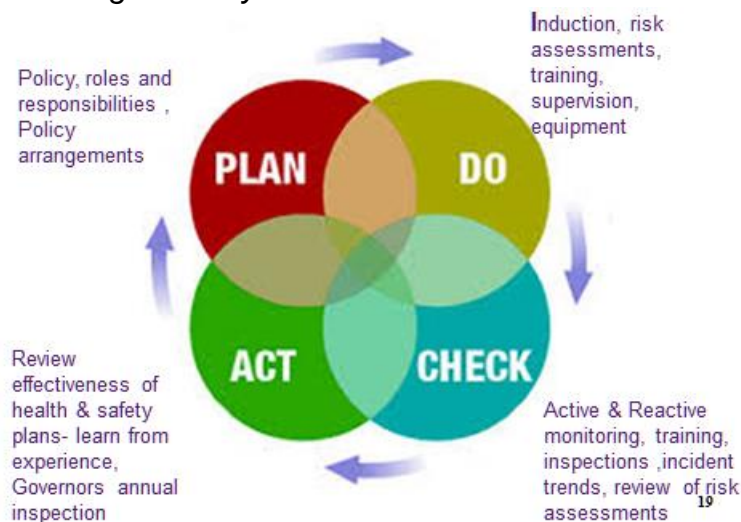 Policy, roles and
responsibilities ,
Policy
arrangements
Induction, risk
assessments,
training,
supervision,
equipment
PLAN
DO
ACT
CHECK
Review
effectiveness of
health & safety
plans- learn from
experience,
Governors annual
inspection
Active & Reactive
monitoring, training,
inspections ,incident
trends, review of risk
assessments
19